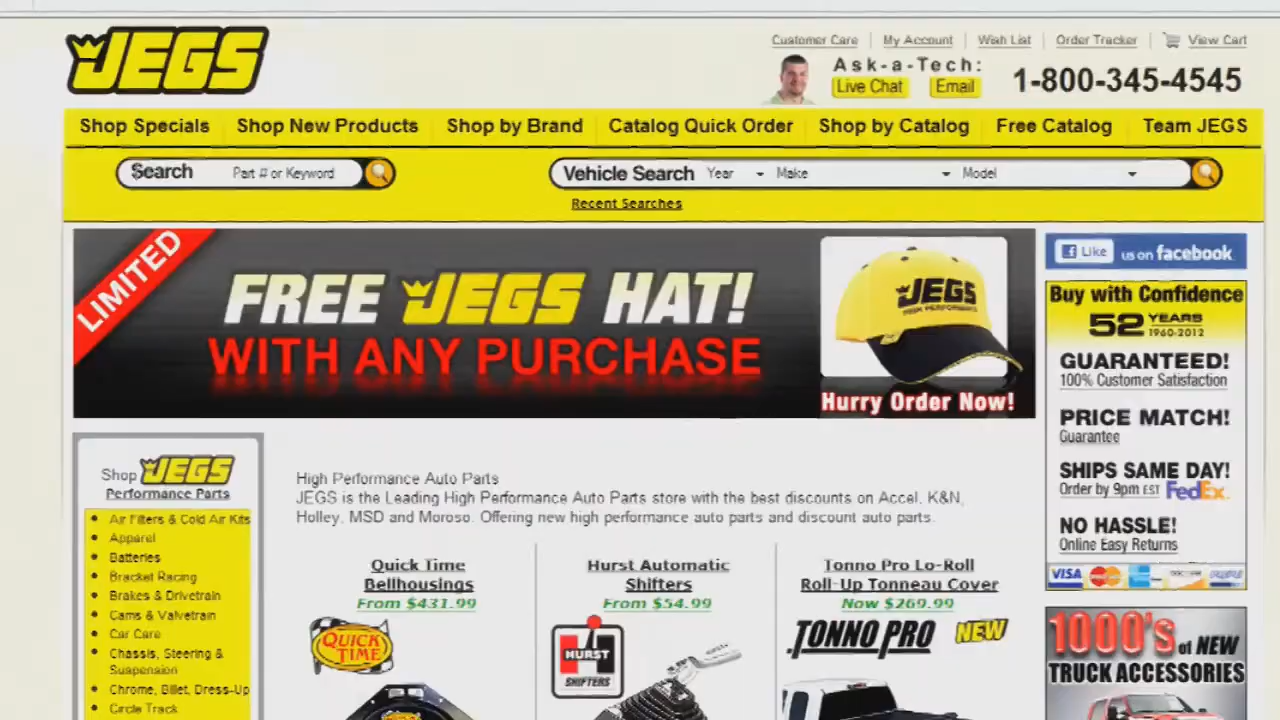 JEGS
Customer Care
My Account
Wish List
Order Tracker
View Cart
Ask-a-Tech:
Live Chat
Email
1-800-345-4545
Shop Specials
Shop New Products
Shop by Brand
Catalog Quick Order
Shop by Catalog
Free Catalog
Team JEGS
Search
Part # or Keyword
Vehicle Search
Year
Make
Model
Recent Searches
LIMITED
FREE JEGS HAT!
WITH ANY PURCHASE
JEGS
HIGH PERFORMANCE
Hurry Order Now!
Like us on facebook
Buy with Confidence
52 YEARS
1960-2012
GUARANTEED!
100% Customer Satisfaction
PRICE MATCH!
Guarantee
SHIPS SAME DAY!
Order by 9pm EST FedEx
NO HASSLE!
Online Easy Returns
VISA
Shop JEGS
Performance Parts
Air Filters & Cold Air Kits
Apparel
Batteries
Bracket Racing
Brakes & Drivetrain
Cams & Valvetrain
Car Care
Chassis, Steering &
Suspension
Chrome, Billet, Dress-Up
Circle Track
High Performance Auto Parts
JEGS is the Leading High Performance Auto Parts store with the best discounts on Accel, K&N,
Holley, MSD and Moroso. Offering new high performance auto parts and discount auto parts.
Quick Time
Bellhousings
From $431.99
QUICK
TIME
Hurst Automatic
Shifters
From $54.99
HURST
SHIFTERS
Tonno Pro Lo-Roll
Roll-Up Tonneau Cover
Now $269.99
TONNO PRO NEW
1000's of NEW
TRUCK ACCESSORIES